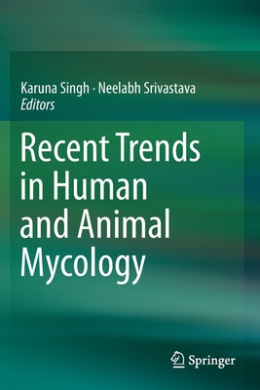 Karuna Singh · Neelabh Srivastava
Editors
Recent Trends
in Human
and Animal
Mycology
Springer